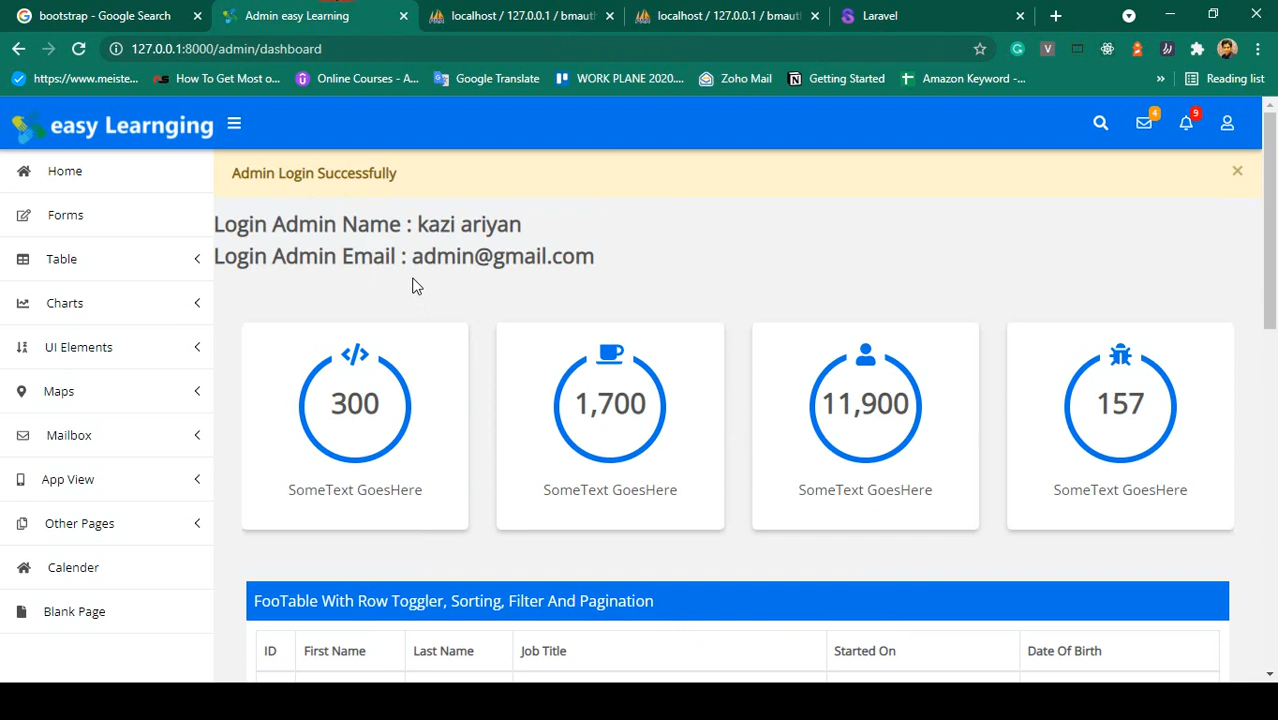 bootstrap - Google Search
Admin easy Learning
localhost / 127.0.0.1 / bmauth
localhost / 127.0.0.1 / bmauth
Laravel
127.0.0.1:8000/admin/dashboard
https://www.meiste...
How To Get Most o...
Online Courses - A...
Google Translate
WORK PLANE 2020....
Zoho Mail
Getting Started
Amazon Keyword -...
»
Reading list
easy Learnging
4
9
Home
Forms
Table
Charts
UI Elements
Maps
Mailbox
App View
Other Pages
Calender
Blank Page
Admin Login Successfully
Login Admin Name : kazi ariyan
Login Admin Email : admin@gmail.com
300
SomeText GoesHere
1,700
SomeText GoesHere
11,900
SomeText GoesHere
157
SomeText GoesHere
FooTable With Row Toggler, Sorting, Filter And Pagination
ID First Name Last Name Job Title Started On Date Of Birth